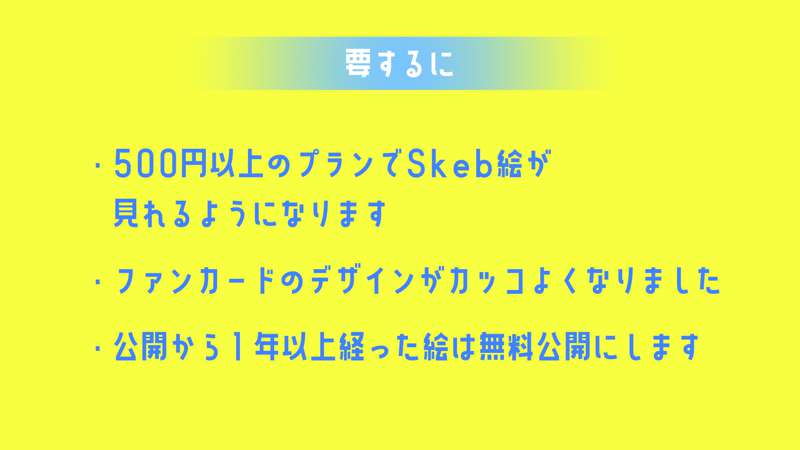 要するに
・500円以上のプランでSkeb絵が
見れるようになります
・ファンカードのデザインがカッコよくなりました
・公開から1年以上経った絵は無料公開にします